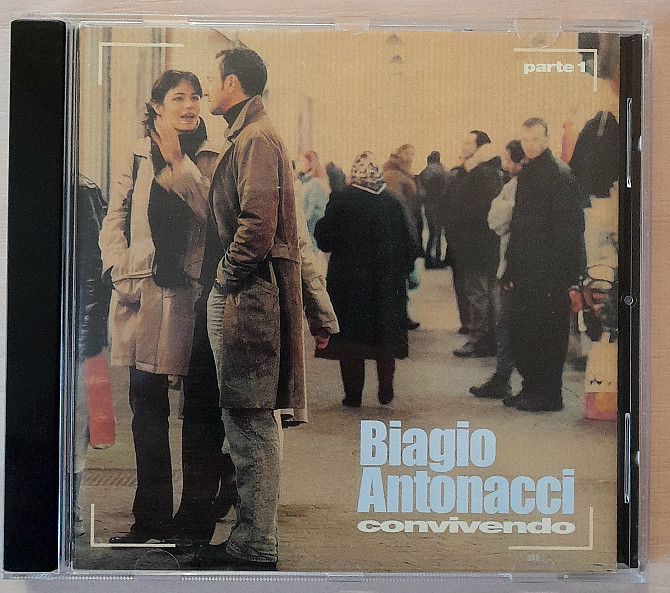 parte 1
Biagio
Antonacci
convivendo